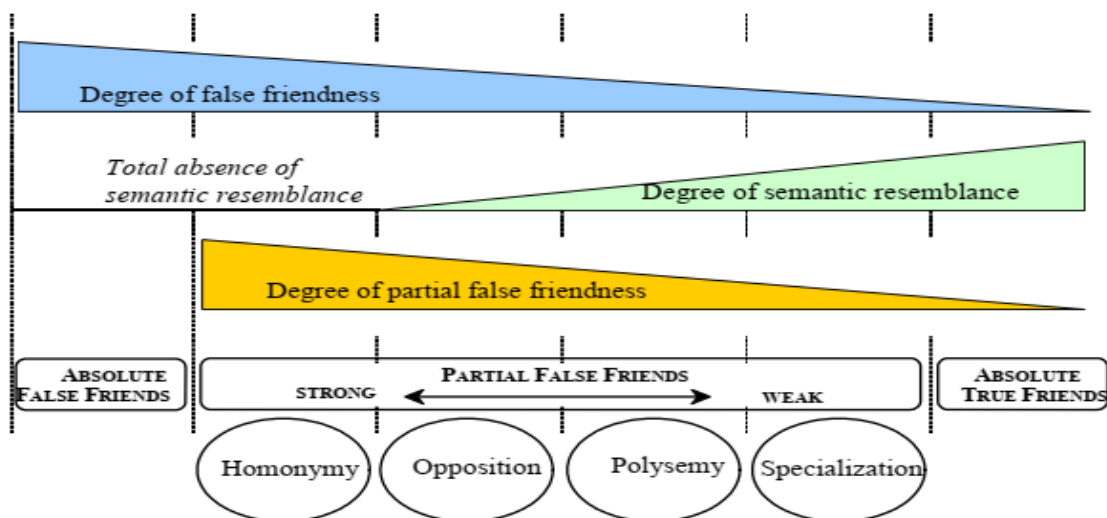 Degree of false friendness
Total absence of
semantic resemblance
Degree of semantic resemblance
Degree of partial false friendness
ABSOLUTE
FALSE FRIENDS
PARTIAL FALSE FRIENDS
STRONG
WEAK
ABSOLUTE
TRUE FRIENDS
Homonymy
Opposition
Polysemy
Specialization